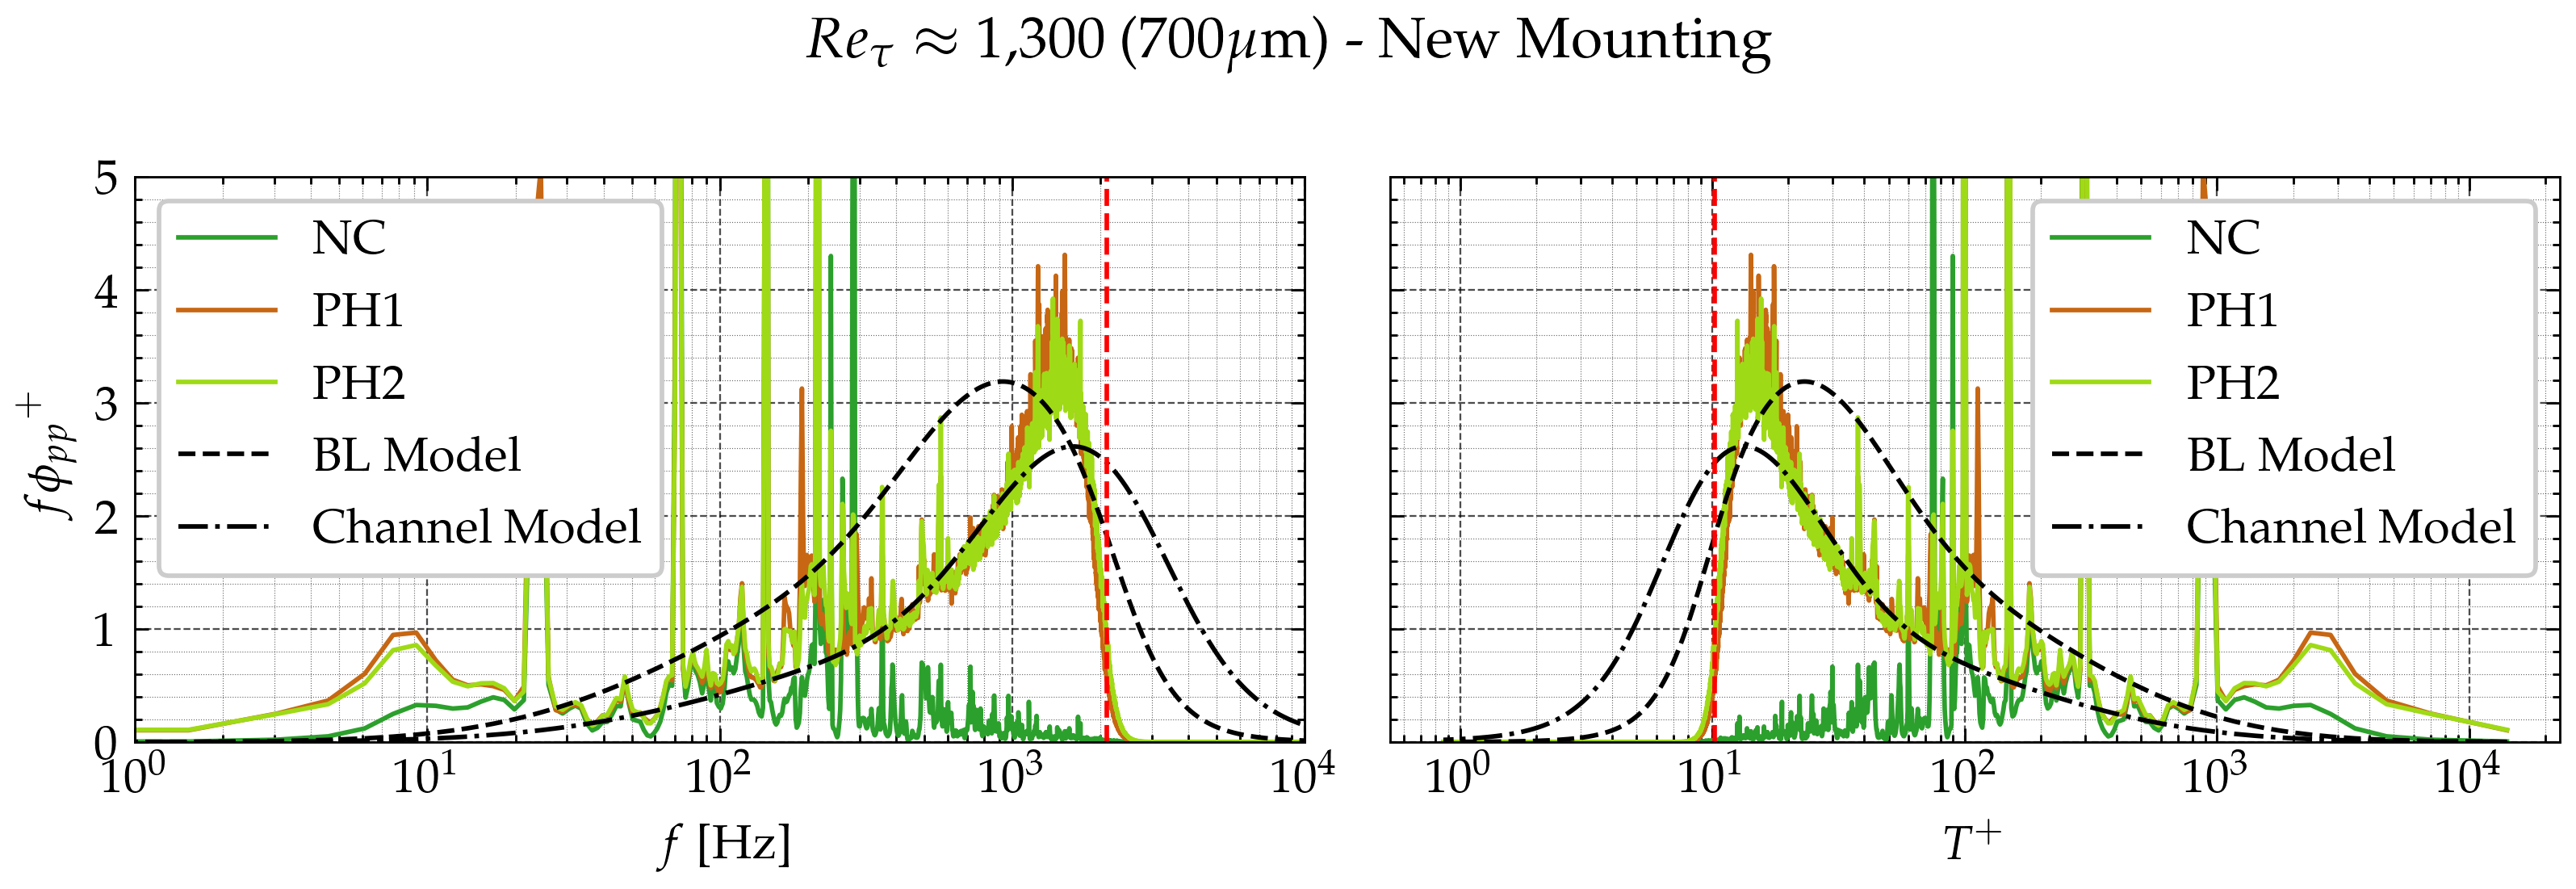 Re_τ ≈ 1,300 (700μm) - New Mounting
5
4
3
2
1
0
fϕ_pp^+
NC
PH1
PH2
BL Model
Channel Model
10^0
10^1
10^2
10^3
10^4
f [Hz]
NC
PH1
PH2
BL Model
Channel Model
10^0
10^1
10^2
10^3
10^4
T^+